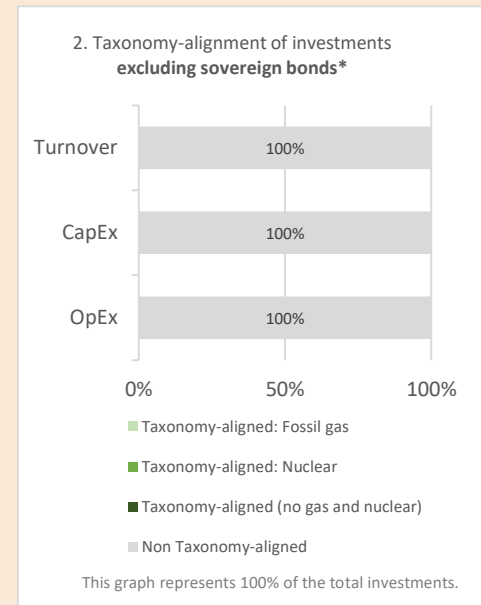 2. Taxonomy-alignment of investments
excluding sovereign bonds*
Turnover
100%
CapEx
100%
OpEx
100%
0% 50% 100%
Taxonomy-aligned: Fossil gas
Taxonomy-aligned: Nuclear
Taxonomy-aligned (no gas and nuclear)
Non Taxonomy-aligned
This graph represents 100% of the total investments.